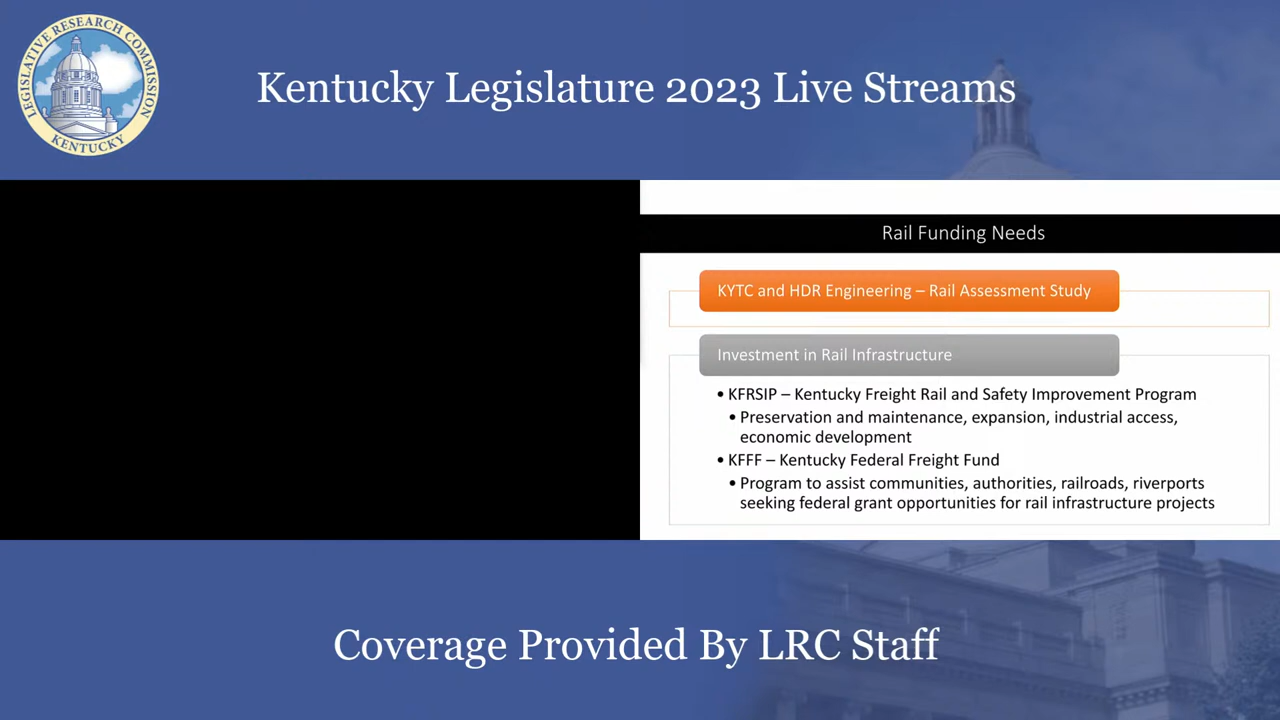 LEGISLATIVE RESEARCH COMMISSION
KENTUCKY
Kentucky Legislature 2023 Live Streams
Rail Funding Needs
KYTC and HDR Engineering – Rail Assessment Study
Investment in Rail Infrastructure
• KFRSIP – Kentucky Freight Rail and Safety Improvement Program
• Preservation and maintenance, expansion, industrial access,
economic development
• KFFF – Kentucky Federal Freight Fund
• Program to assist communities, authorities, railroads, riverports
seeking federal grant opportunities for rail infrastructure projects
Coverage Provided By LRC Staff